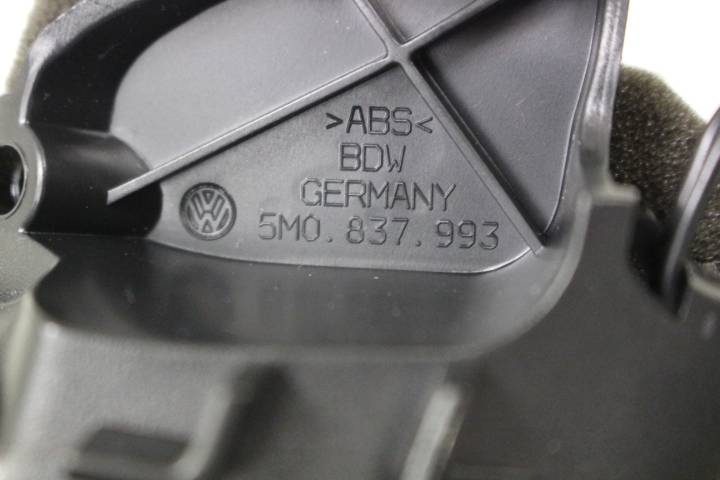 >ABS<
BDW
GERMANY
5M0.837.993